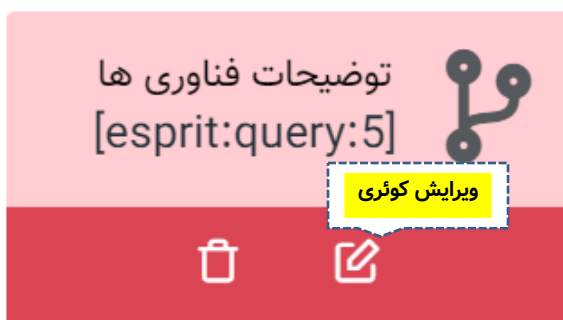 توضیحات فناوری ها
[esprit:query:5]
ویرایش کوئری